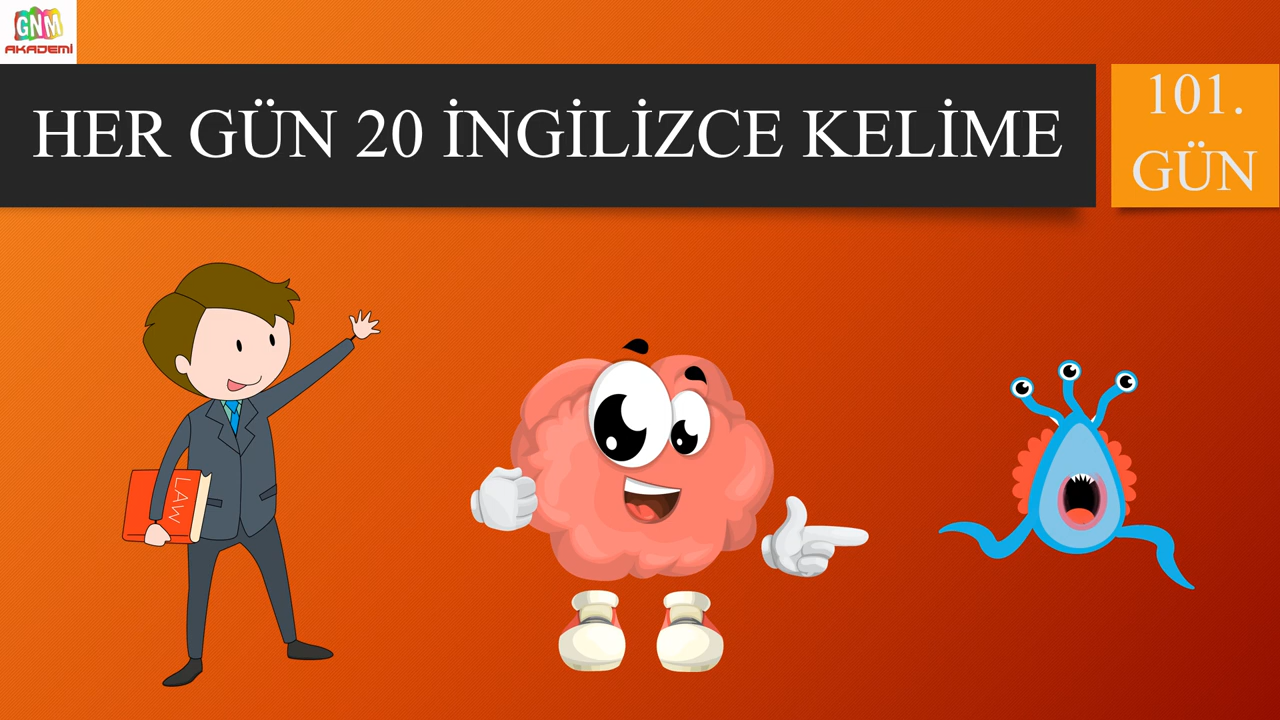 GNM
AKADEMİ
HER GÜN 20 İNGİLİZCE KELİME
101.
GÜN
LAW